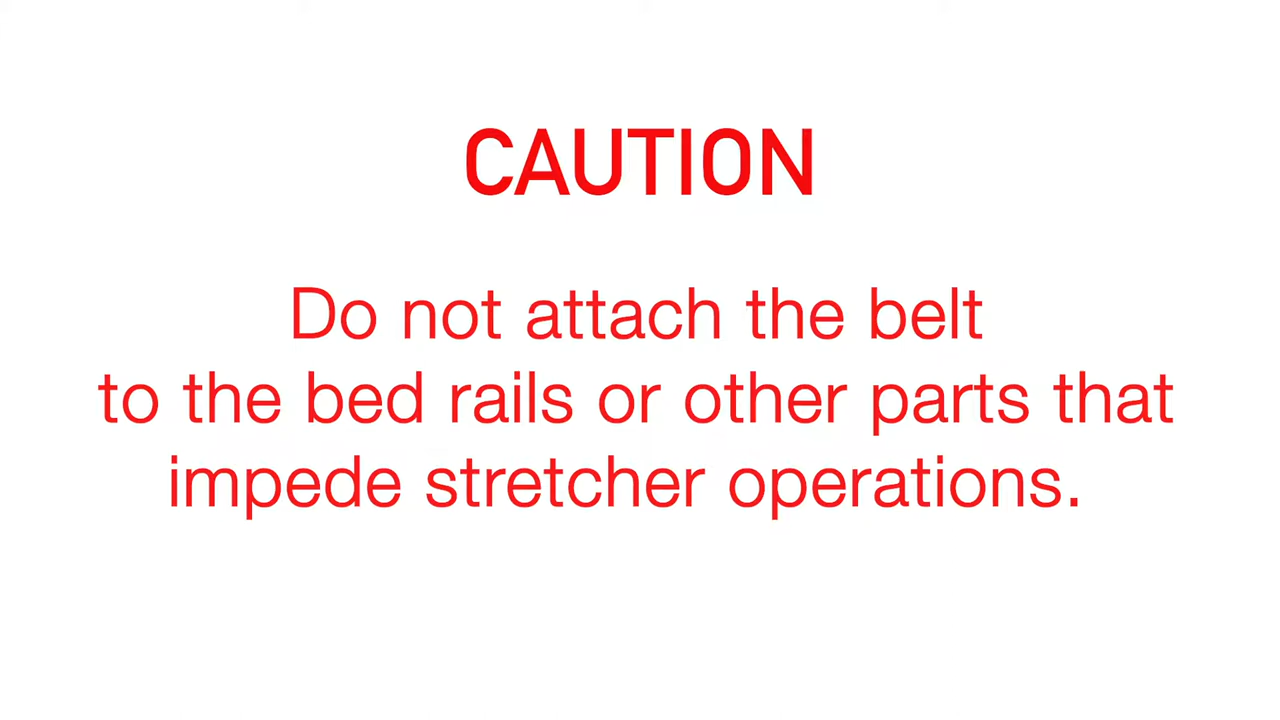 CAUTION
Do not attach the belt
to the bed rails or other parts that
impede stretcher operations.